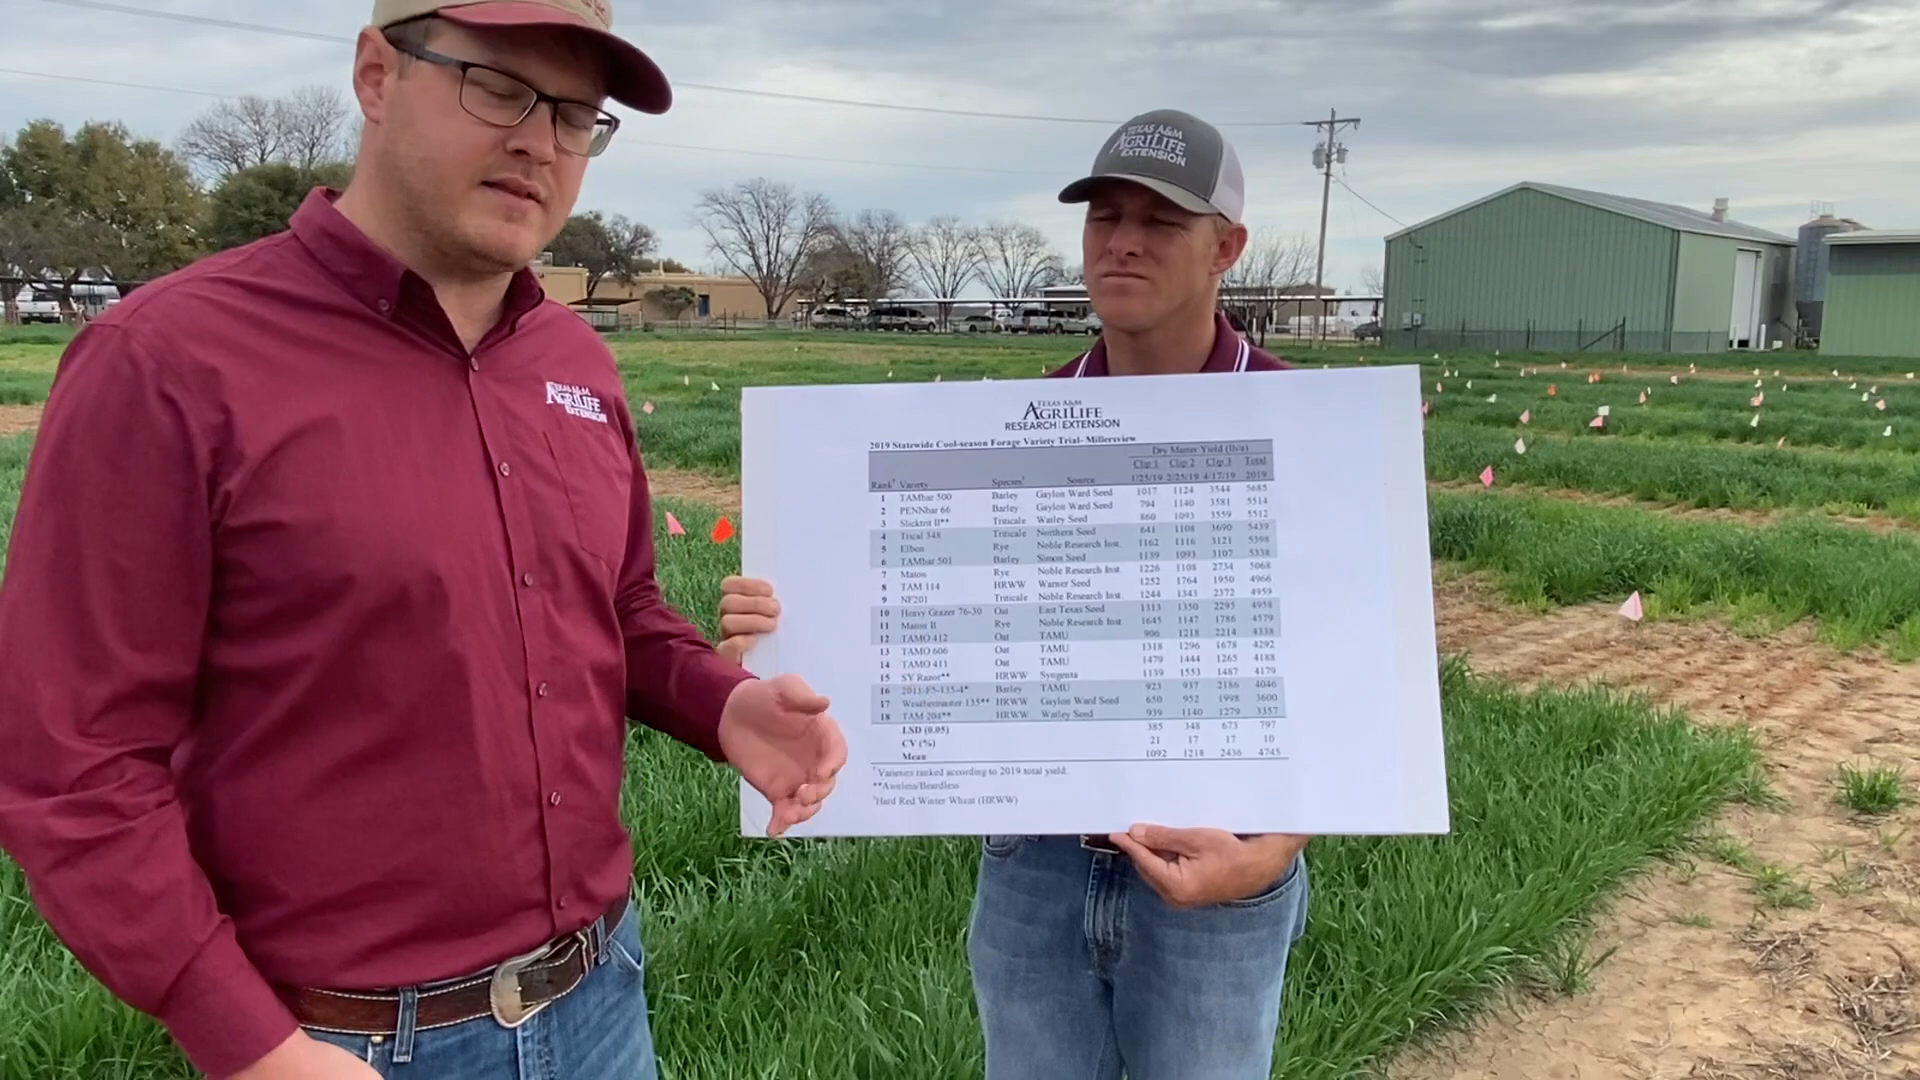 TEXAS A&M
AGRILIFE
EXTENSION
TEXAS A&M
AGRILIFE
EXTENSION
TEXAS A&M
AGRILIFE
RESEARCH | EXTENSION
2019 Statewide Cool-season Forage Variety Trial- Millersview
Dry Matter Yield (lb/a)
Clip 1 Clip 2 Clip 3 Total
Rank† Variety Species‡ Source 1/25/19 2/25/19 4/17/19 2019
1 TAMbar 500 Barley Gaylon Ward Seed 1017 1124 3544 5685
2 PENNbar 66 Barley Gaylon Ward Seed 794 1140 3581 5514
3 Slicktrit II** Triticale Watley Seed 860 1093 3559 5512
4 Trical 348 Triticale Northern Seed 641 1108 3690 5439
5 Elbon Rye Noble Research Inst. 1162 1116 3121 5398
6 TAMbar 501 Barley Simon Seed 1139 1093 3107 5338
7 Maton Rye Noble Research Inst. 1226 1108 2734 5068
8 TAM 114 HRWW Warner Seed 1252 1764 1950 4966
9 NF201 Triticale Noble Research Inst. 1244 1343 2372 4959
10 Heavy Grazer 76-30 Oat East Texas Seed 1313 1350 2295 4958
11 Maton II Rye Noble Research Inst. 1645 1147 1786 4579
12 TAMO 412 Oat TAMU 906 1218 2214 4338
13 TAMO 606 Oat TAMU 1318 1296 1678 4292
14 TAMO 411 Oat TAMU 1479 1444 1265 4188
15 SY Razor** HRWW Syngenta 1139 1553 1487 4179
16 2011-F5-135-4* Barley TAMU 923 937 2186 4046
17 Weathermaster 135** HRWW Gaylon Ward Seed 650 952 1998 3600
18 TAM 204** HRWW Watley Seed 939 1140 1279 3357
LSD (0.05) 385 348 673 797
CV (%) 21 17 17 10
Mean 1092 1218 2436 4745
† Varieties ranked according to 2019 total yield.
**Awnless/Beardless
‡Hard Red Winter Wheat (HRWW)